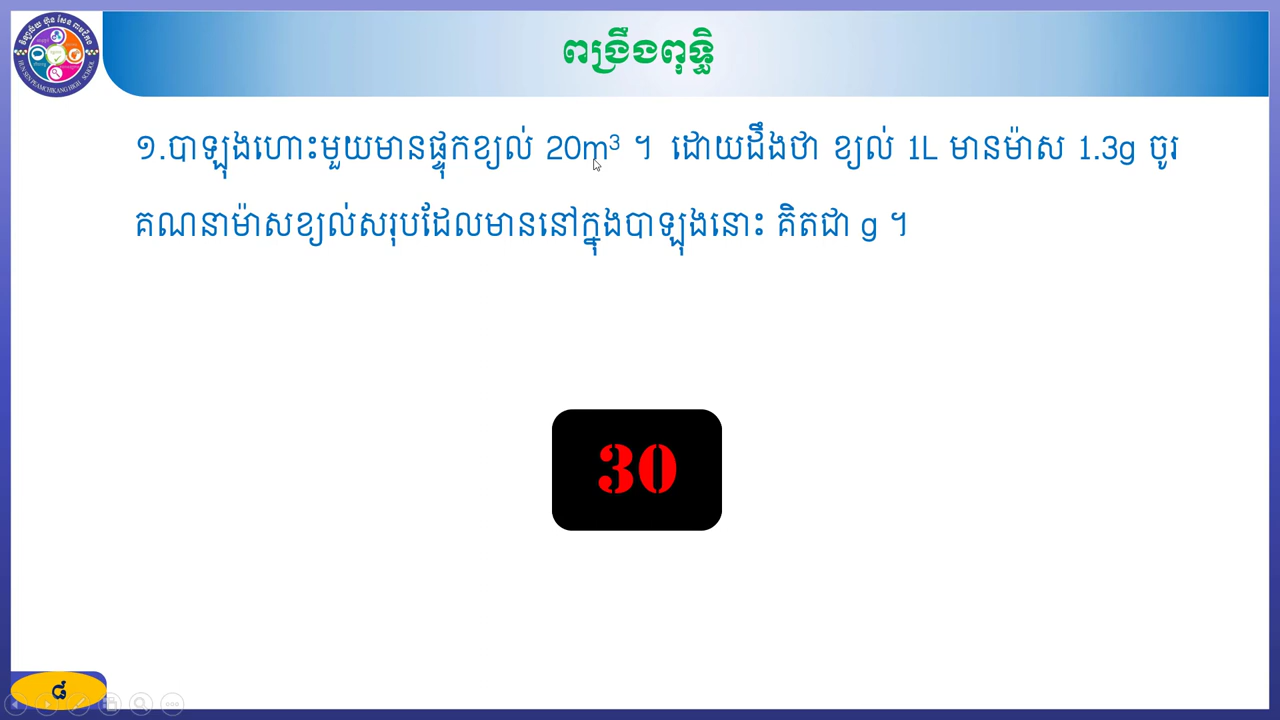 ពង្រឹងពុទ្ធិ
១.បាឡុងហោះមួយមានផ្ទុកខ្យល់ 20m³ ។ ដោយដឹងថា ខ្យល់ 1L មានម៉ាស 1.3g ចូរ
គណនាម៉ាសខ្យល់សរុបដែលមាននៅក្នុងបាឡុងនោះ គិតជា g ។
30
៨